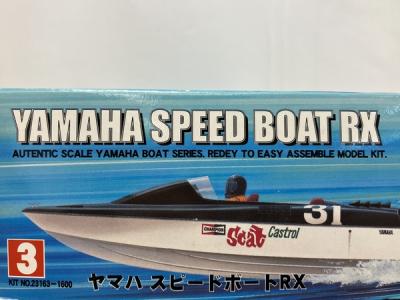 YAMAHA SPEED BOAT RX
AUTENTIC SCALE YAMAHA BOAT SERIES. REDEY TO EASY ASSEMBLE MODEL KIT.
31
CHAMPION
Scat
Castrol
YAMAHA
3
KIT NO.23163-1600
ヤマハ スピードボートRX